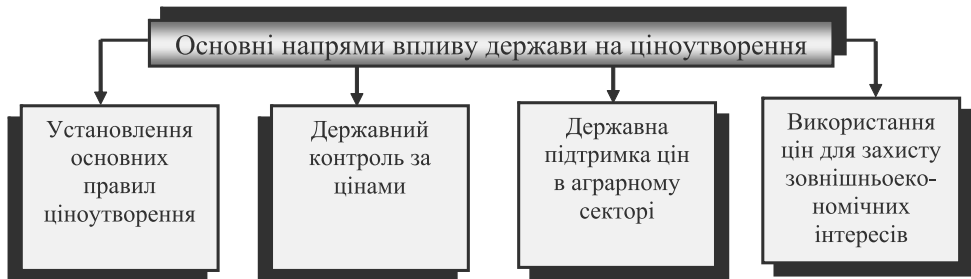 Основні напрями впливу держави на ціноутворення
Установлення
основних
правил
ціноутворення
Державний
контроль за
цінами
Державна
підтримка цін
в аграрному
секторі
Використання
цін для захисту
зовнішньоеко-
номічних
інтересів